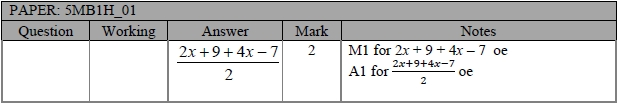 PAPER: 5MB1H_01
Question Working Answer Mark Notes
2x + 9 + 4x – 7 2 M1 for 2x + 9 + 4x – 7 oe
2
A1 for 2x+9+4x−7 oe
2